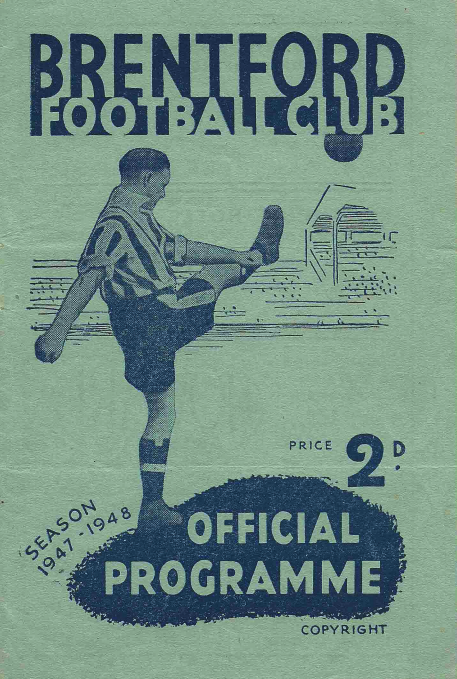 BRENTFORD
FOOTBALL CLUB
PRICE 2D.
SEASON
1947-1948
OFFICIAL
PROGRAMME
COPYRIGHT